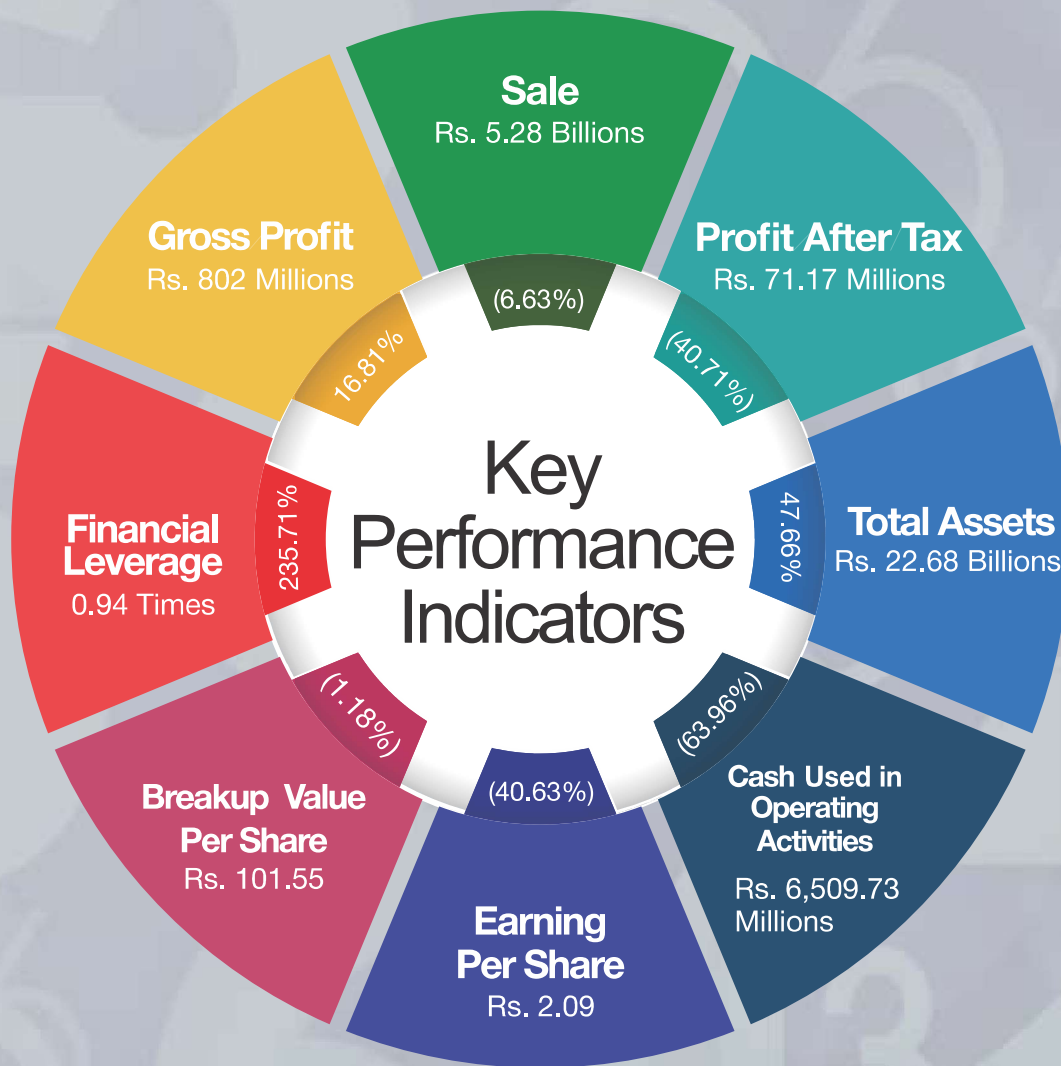 Key
Performance
Indicators
Sale
Rs. 5.28 Billions
(6.63%)
Profit After Tax
Rs. 71.17 Millions
(40.71%)
Total Assets
Rs. 22.68 Billions
47.66%
Cash Used in
Operating
Activities
Rs. 6,509.73
Millions
(63.96%)
Earning
Per Share
Rs. 2.09
(40.63%)
Breakup Value
Per Share
Rs. 101.55
(1.18%)
Financial
Leverage
0.94 Times
235.71%
Gross Profit
Rs. 802 Millions
16.81%